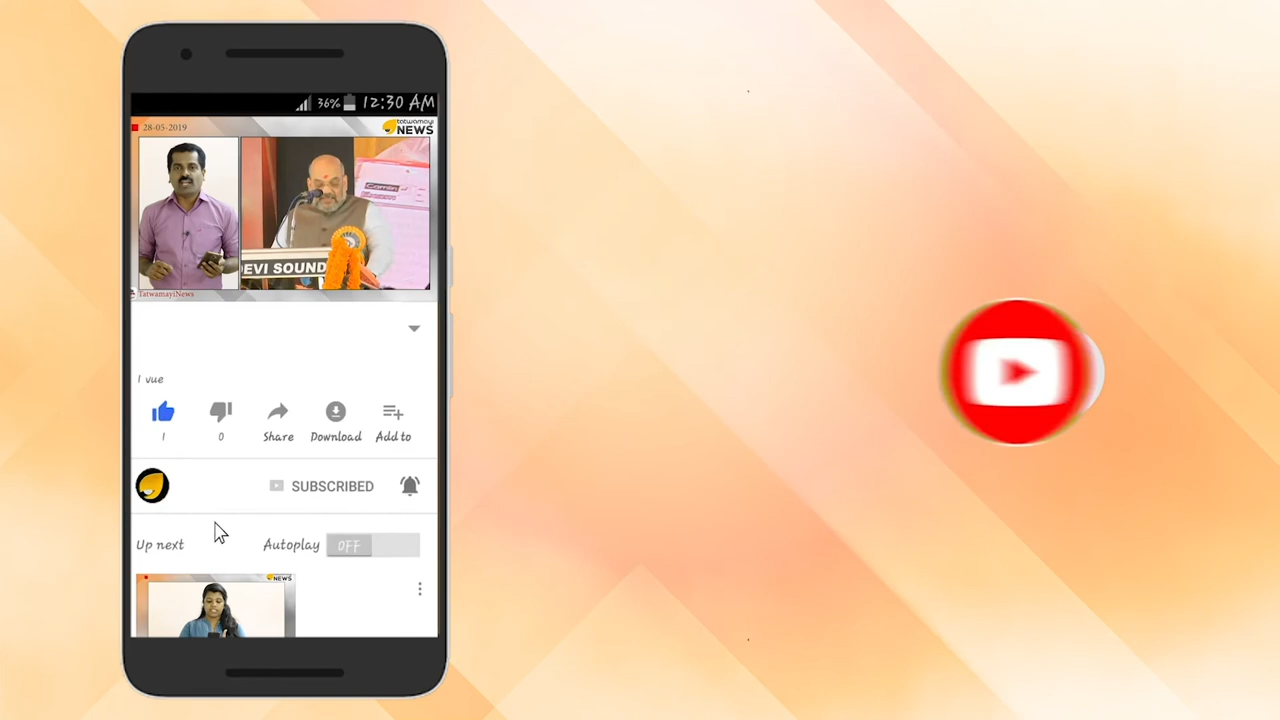 36% 12:30 AM
28-05-2019
tatwamayi
NEWS
DEVI SOUND
TatwamayiNews
1 vue
1 0 Share Download Add to
SUBSCRIBED
Up next Autoplay OFF
NEWS